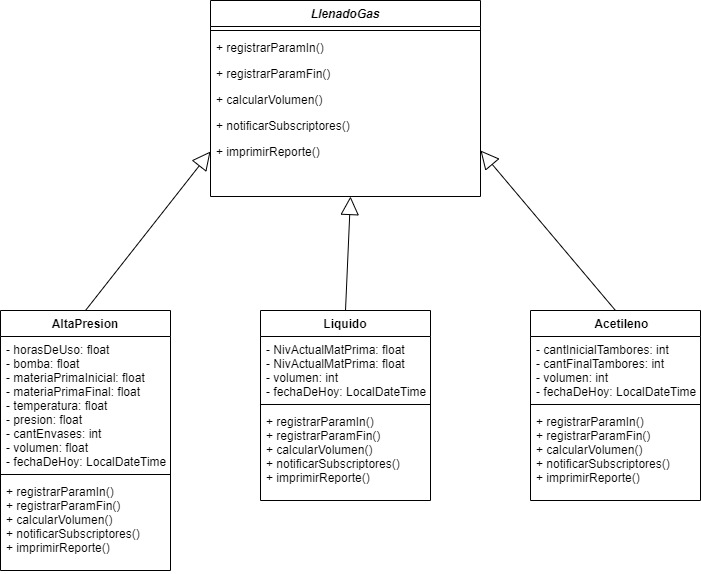 LlenadoGas
+ registrarParamIn()
+ registrarParamFin()
+ calcularVolumen()
+ notificarSubscriptores()
+ imprimirReporte()
AltaPresion
- horasDeUso: float
- bomba: float
- materiaPrimaInicial: float
- materiaPrimaFinal: float
- temperatura: float
- presion: float
- cantEnvases: int
- volumen: float
- fechaDeHoy: LocalDateTime
+ registrarParamIn()
+ registrarParamFin()
+ calcularVolumen()
+ notificarSubscriptores()
+ imprimirReporte()
Liquido
- NivActualMatPrima: float
- NivActualMatPrima: float
- volumen: int
- fechaDeHoy: LocalDateTime
+ registrarParamIn()
+ registrarParamFin()
+ calcularVolumen()
+ notificarSubscriptores()
+ imprimirReporte()
Acetileno
- cantInicialTambores: int
- cantFinalTambores: int
- volumen: int
- fechaDeHoy: LocalDateTime
+ registrarParamIn()
+ registrarParamFin()
+ calcularVolumen()
+ notificarSubscriptores()
+ imprimirReporte()